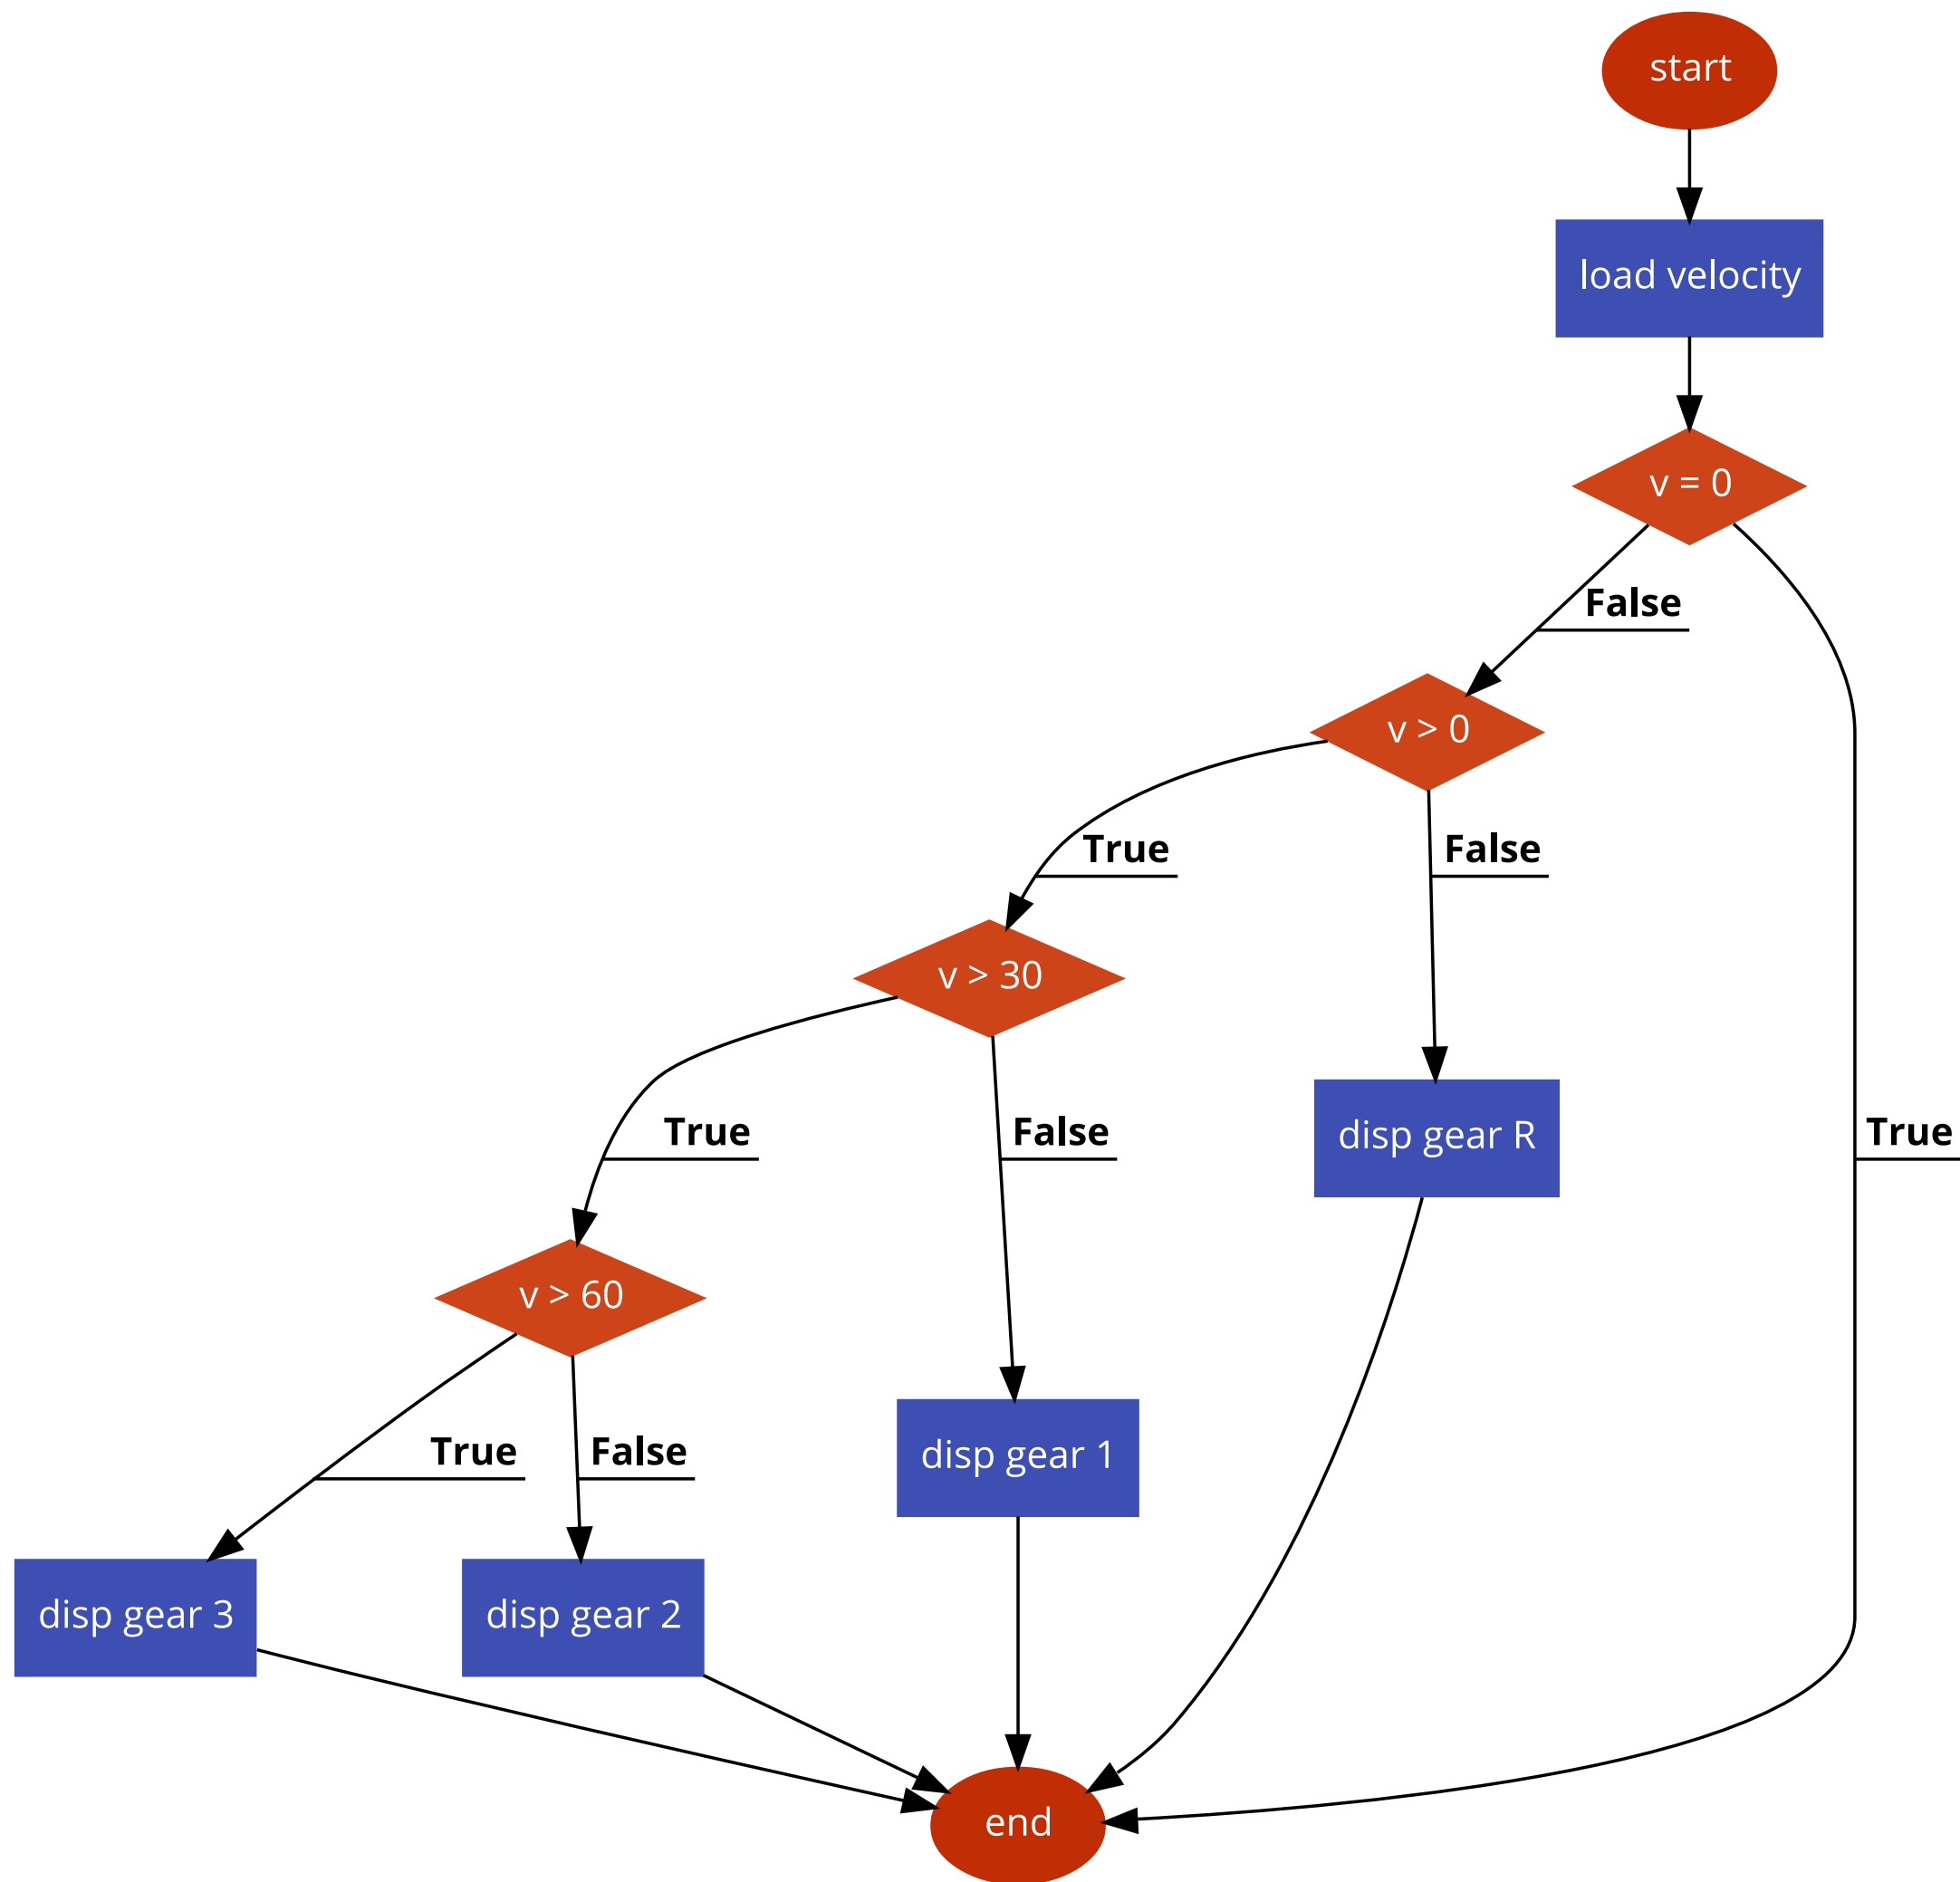 start
load velocity
v = 0
False
v > 0
True
False
v > 30
True
False
disp gear R
True
v > 60
True
False
disp gear 1
disp gear 3
disp gear 2
end